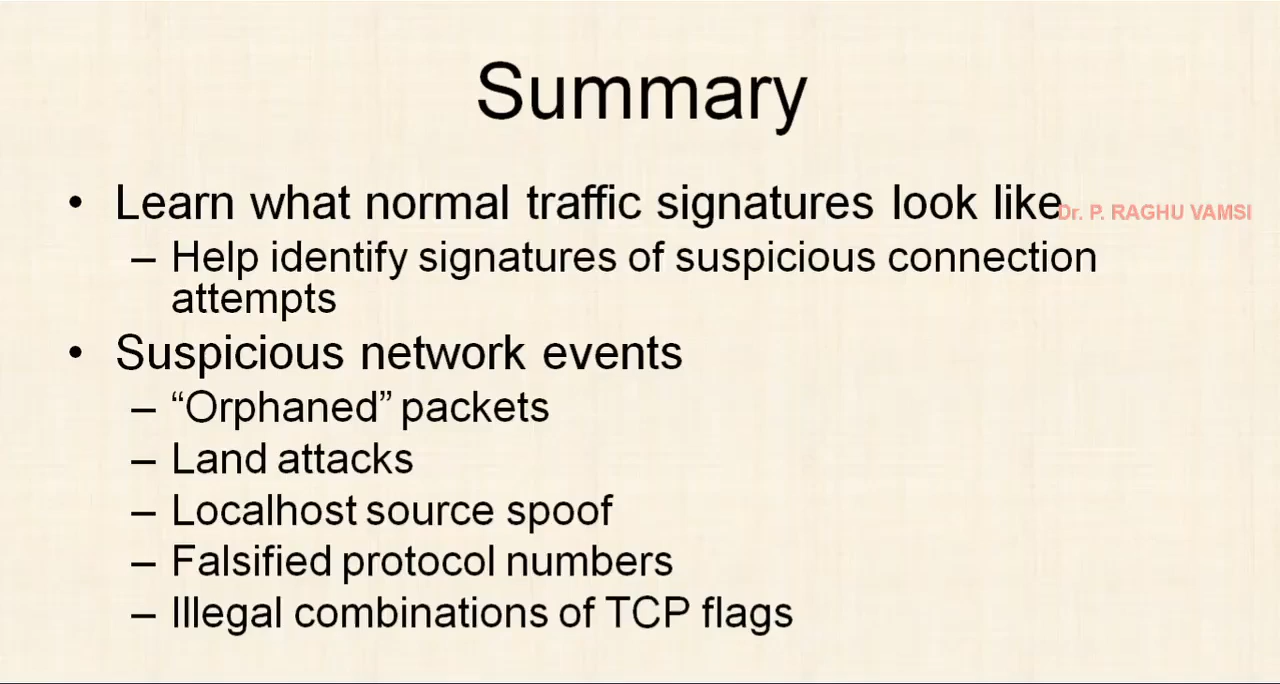 Summary
• Learn what normal traffic signatures look like
Dr. P. RAGHU VAMSI
– Help identify signatures of suspicious connection
attempts
• Suspicious network events
– “Orphaned” packets
– Land attacks
– Localhost source spoof
– Falsified protocol numbers
– Illegal combinations of TCP flags